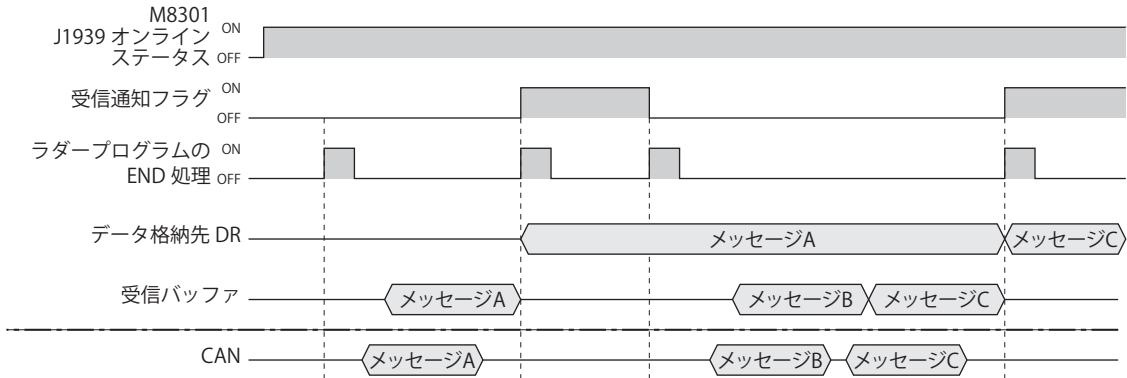 M8301
J1939 オンライン
ステータス
ON
OFF
受信通知フラグ
ON
OFF
ラダープログラムの
END 処理
ON
OFF
データ格納先 DR
メッセージA
メッセージC
受信バッファ
メッセージA
メッセージB
メッセージC
CAN
メッセージA
メッセージB
メッセージC